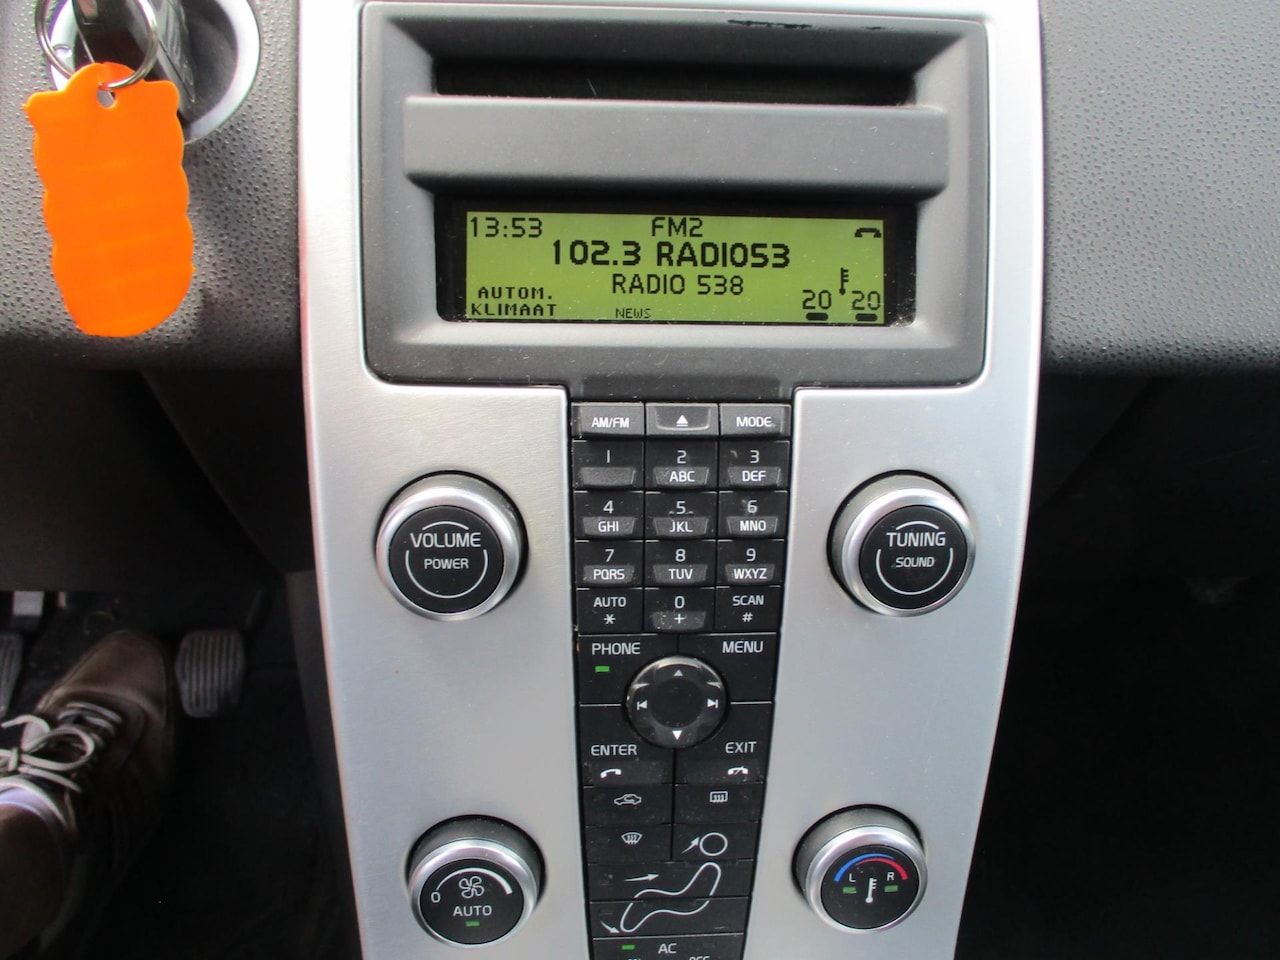 13:53 FM2
102.3 RADIO53
RADIO 538
AUTOM.
KLIMAAT
NEWS
20 20
AM/FM MODE
1 2 3
ABC DEF
4 5 6
GHI JKL MNO
7 8 9
PQRS TUV WXYZ
AUTO 0 SCAN
* + #
VOLUME
POWER
TUNING
SOUND
PHONE MENU
ENTER EXIT
0
AUTO
L R
AC
OFF